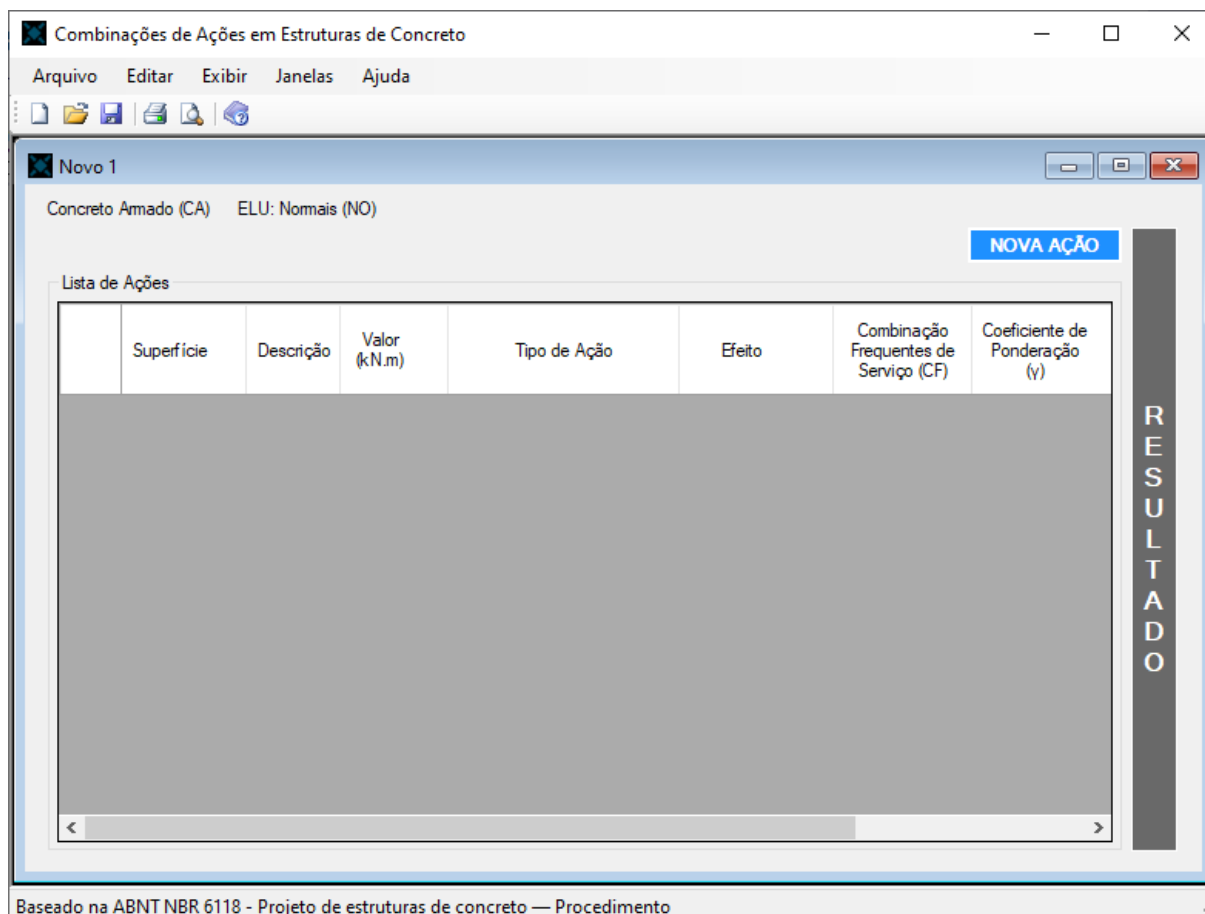 Combinações de Ações em Estruturas de Concreto
Arquivo Editar Exibir Janelas Ajuda
Novo 1
Concreto Armado (CA) ELU: Normais (NO)
NOVA AÇÃO
Lista de Ações
Superfície
Descrição
Valor
(kN.m)
Tipo de Ação
Efeito
Combinação
Frequentes de
Serviço (CF)
Coeficiente de
Ponderação
(γ)
R
E
S
U
L
T
A
D
O
Baseado na ABNT NBR 6118 - Projeto de estruturas de concreto — Procedimento